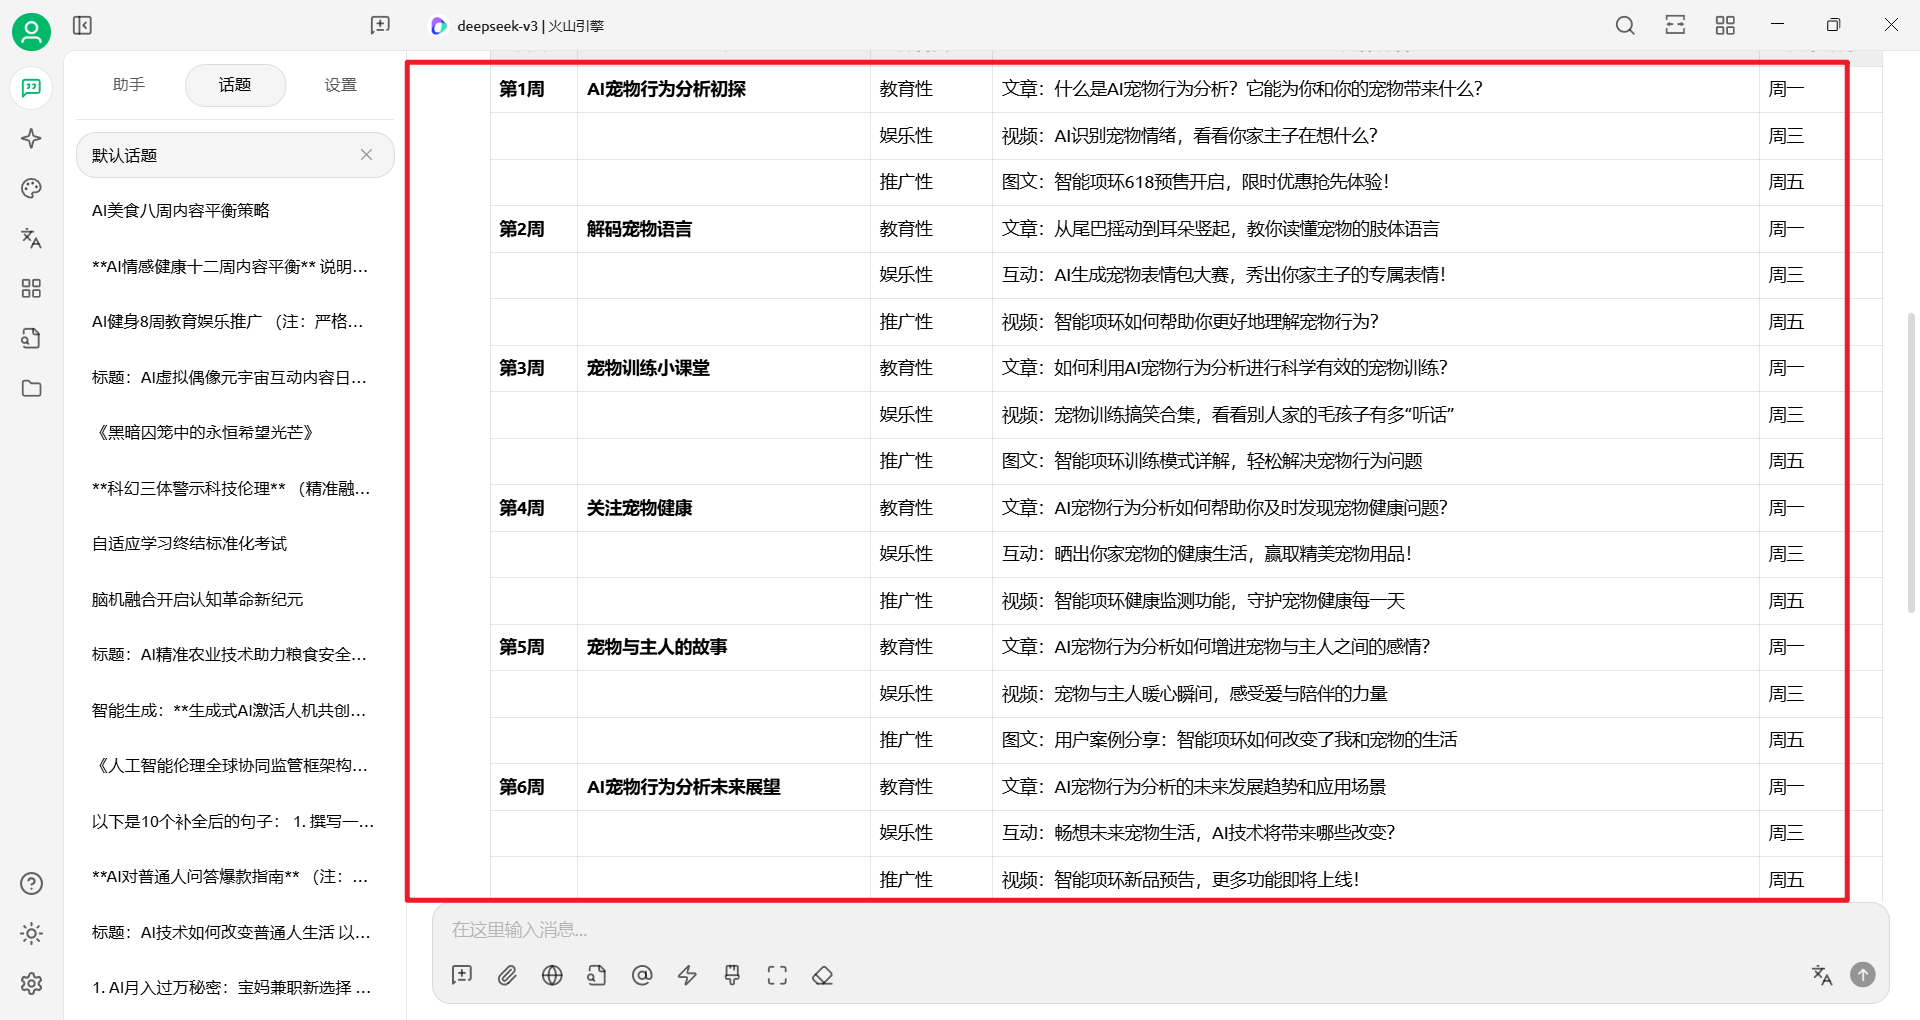 deepseek-v3 | 火山引擎
助手
话题
设置
默认话题
AI美食八周内容平衡策略
**AI情感健康十二周内容平衡** 说明...
AI健身8周教育娱乐推广 （注：严格...
标题：AI虚拟偶像元宇宙互动内容日...
《黑暗囚笼中的永恒希望光芒》
**科幻三体警示科技伦理** （精准融...
自适应学习终结标准化考试
脑机融合开启认知革命新纪元
标题：AI精准农业技术助力粮食安全...
智能生成：**生成式AI激活人机共创...
《人工智能伦理全球协同监管框架构...
以下是10个补全后的句子： 1. 撰写一...
**AI对普通人问答爆款指南** （注：...
标题：AI技术如何改变普通人生活 以...
1. AI月入过万秘密：宝妈兼职新选择 ...
第1周 AI宠物行为分析初探 教育性 文章：什么是AI宠物行为分析？它能为你和你的宠物带来什么？ 周一
娱乐性 视频：AI识别宠物情绪，看看你家主子在想什么？ 周三
推广性 图文：智能项环618预售开启，限时优惠抢先体验！ 周五
第2周 解码宠物语言 教育性 文章：从尾巴摇动到耳朵竖起，教你读懂宠物的肢体语言 周一
娱乐性 互动：AI生成宠物表情包大赛，秀出你家主子的专属表情！ 周三
推广性 视频：智能项环如何帮助你更好地理解宠物行为？ 周五
第3周 宠物训练小课堂 教育性 文章：如何利用AI宠物行为分析进行科学有效的宠物训练？ 周一
娱乐性 视频：宠物训练搞笑合集，看看别人家的毛孩子有多“听话” 周三
推广性 图文：智能项环训练模式详解，轻松解决宠物行为问题 周五
第4周 关注宠物健康 教育性 文章：AI宠物行为分析如何帮助你及时发现宠物健康问题？ 周一
娱乐性 互动：晒出你家宠物的健康生活，赢取精美宠物用品！ 周三
推广性 视频：智能项环健康监测功能，守护宠物健康每一天 周五
第5周 宠物与主人的故事 教育性 文章：AI宠物行为分析如何增进宠物与主人之间的感情？ 周一
娱乐性 视频：宠物与主人暖心瞬间，感受爱与陪伴的力量 周三
推广性 图文：用户案例分享：智能项环如何改变了我和宠物的生活 周五
第6周 AI宠物行为分析未来展望 教育性 文章：AI宠物行为分析的未来发展趋势和应用场景 周一
娱乐性 互动：畅想未来宠物生活，AI技术将带来哪些改变？ 周三
推广性 视频：智能项环新品预告，更多功能即将上线！ 周五
在这里输入消息...